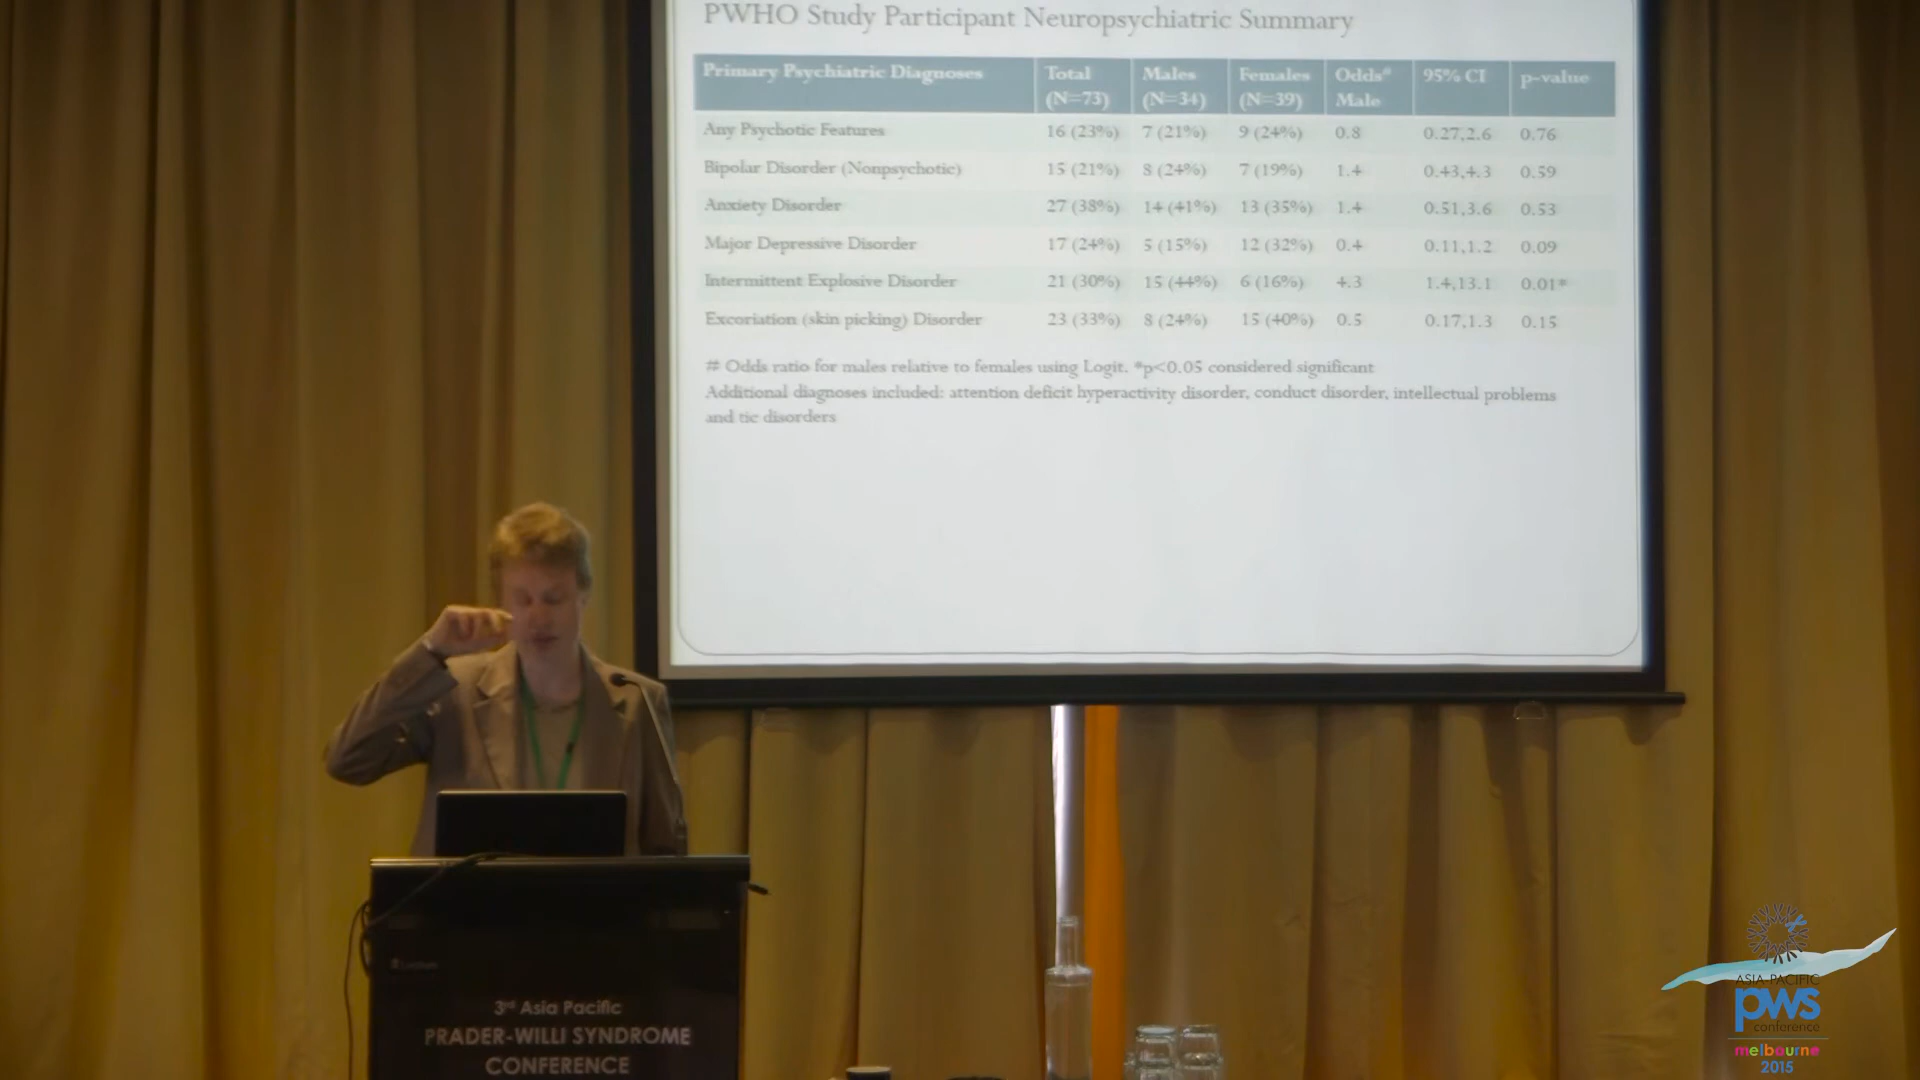 PWHO Study Participant Neuropsychiatric Summary
Primary Psychiatric Diagnoses Total (N=73) Males (N=34) Females (N=39) Odds# Male 95% CI p-value
Any Psychotic Features 16 (23%) 7 (21%) 9 (24%) 0.8 0.27,2.6 0.76
Bipolar Disorder (Nonpsychotic) 15 (21%) 8 (24%) 7 (19%) 1.4 0.43,4.3 0.59
Anxiety Disorder 27 (38%) 14 (41%) 13 (35%) 1.4 0.51,3.6 0.53
Major Depressive Disorder 17 (24%) 5 (15%) 12 (32%) 0.4 0.11,1.2 0.09
Intermittent Explosive Disorder 21 (30%) 15 (44%) 6 (16%) 4.3 1.4,13.1 0.01*
Excoriation (skin picking) Disorder 23 (33%) 8 (24%) 15 (40%) 0.5 0.17,1.3 0.15
# Odds ratio for males relative to females using Logit. *p<0.05 considered significant
Additional diagnoses included: attention deficit hyperactivity disorder, conduct disorder, intellectual problems
and tic disorders
3rd Asia Pacific
PRADER-WILLI SYNDROME
CONFERENCE
ASIA-PACIFIC
pws
conference
melbourne
2015